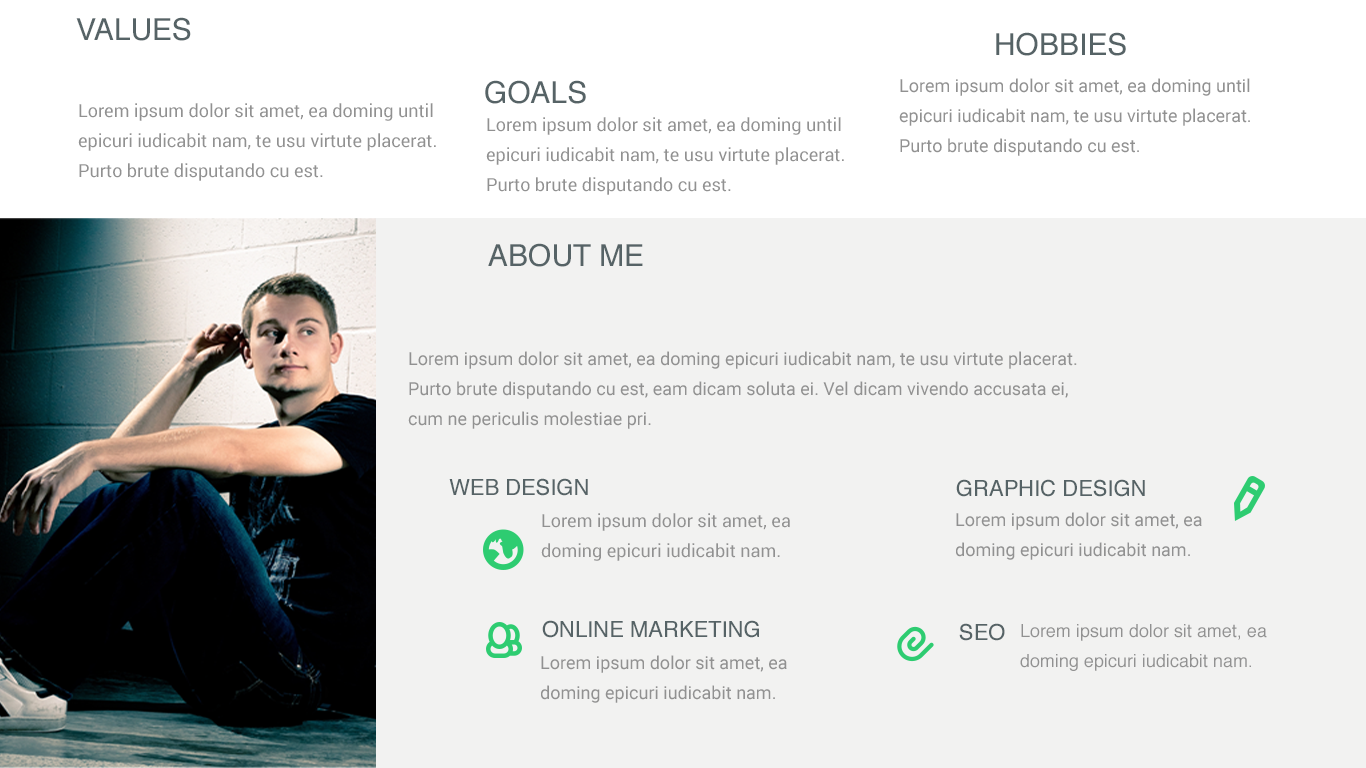 VALUES
Lorem ipsum dolor sit amet, ea doming until
epicuri iudicabit nam, te usu virtute placerat.
Purto brute disputando cu est.
GOALS
Lorem ipsum dolor sit amet, ea doming until
epicuri iudicabit nam, te usu virtute placerat.
Purto brute disputando cu est.
HOBBIES
Lorem ipsum dolor sit amet, ea doming until
epicuri iudicabit nam, te usu virtute placerat.
Purto brute disputando cu est.
ABOUT ME
Lorem ipsum dolor sit amet, ea doming epicuri iudicabit nam, te usu virtute placerat.
Purto brute disputando cu est, eam dicam soluta ei. Vel dicam vivendo accusata ei,
cum ne periculis molestiae pri.
WEB DESIGN
Lorem ipsum dolor sit amet, ea
doming epicuri iudicabit nam.
GRAPHIC DESIGN
Lorem ipsum dolor sit amet, ea
doming epicuri iudicabit nam.
ONLINE MARKETING
Lorem ipsum dolor sit amet, ea
doming epicuri iudicabit nam.
SEO
Lorem ipsum dolor sit amet, ea
doming epicuri iudicabit nam.